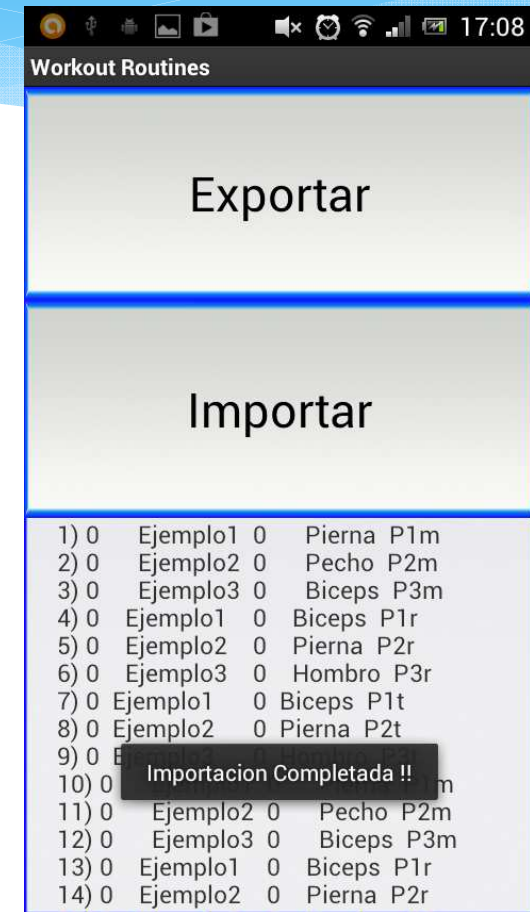 17:08
Workout Routines
Exportar
Importar
1) 0 Ejemplo1 0 Pierna P1m
2) 0 Ejemplo2 0 Pecho P2m
3) 0 Ejemplo3 0 Biceps P3m
4) 0 Ejemplo1 0 Biceps P1r
5) 0 Ejemplo2 0 Pierna P2r
6) 0 Ejemplo3 0 Hombro P3r
7) 0 Ejemplo1 0 Biceps P1t
8) 0 Ejemplo2 0 Pierna P2t
9) 0
Importacion Completada !!
10) 0
11) 0 Ejemplo2 0 Pecho P2m
12) 0 Ejemplo3 0 Biceps P3m
13) 0 Ejemplo1 0 Biceps P1r
14) 0 Ejemplo2 0 Pierna P2r